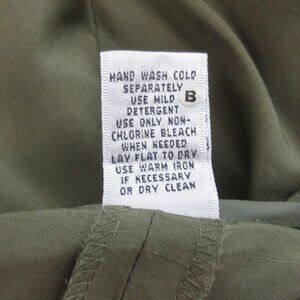 HAND WASH COLD
SEPARATELY
USE MILD B
DETERGENT
USE ONLY NON-
CHLORINE BLEACH
WHEN NEEDED
LAY FLAT TO DRY
USE WARM IRON
IF NECESSARY
OR DRY CLEAN